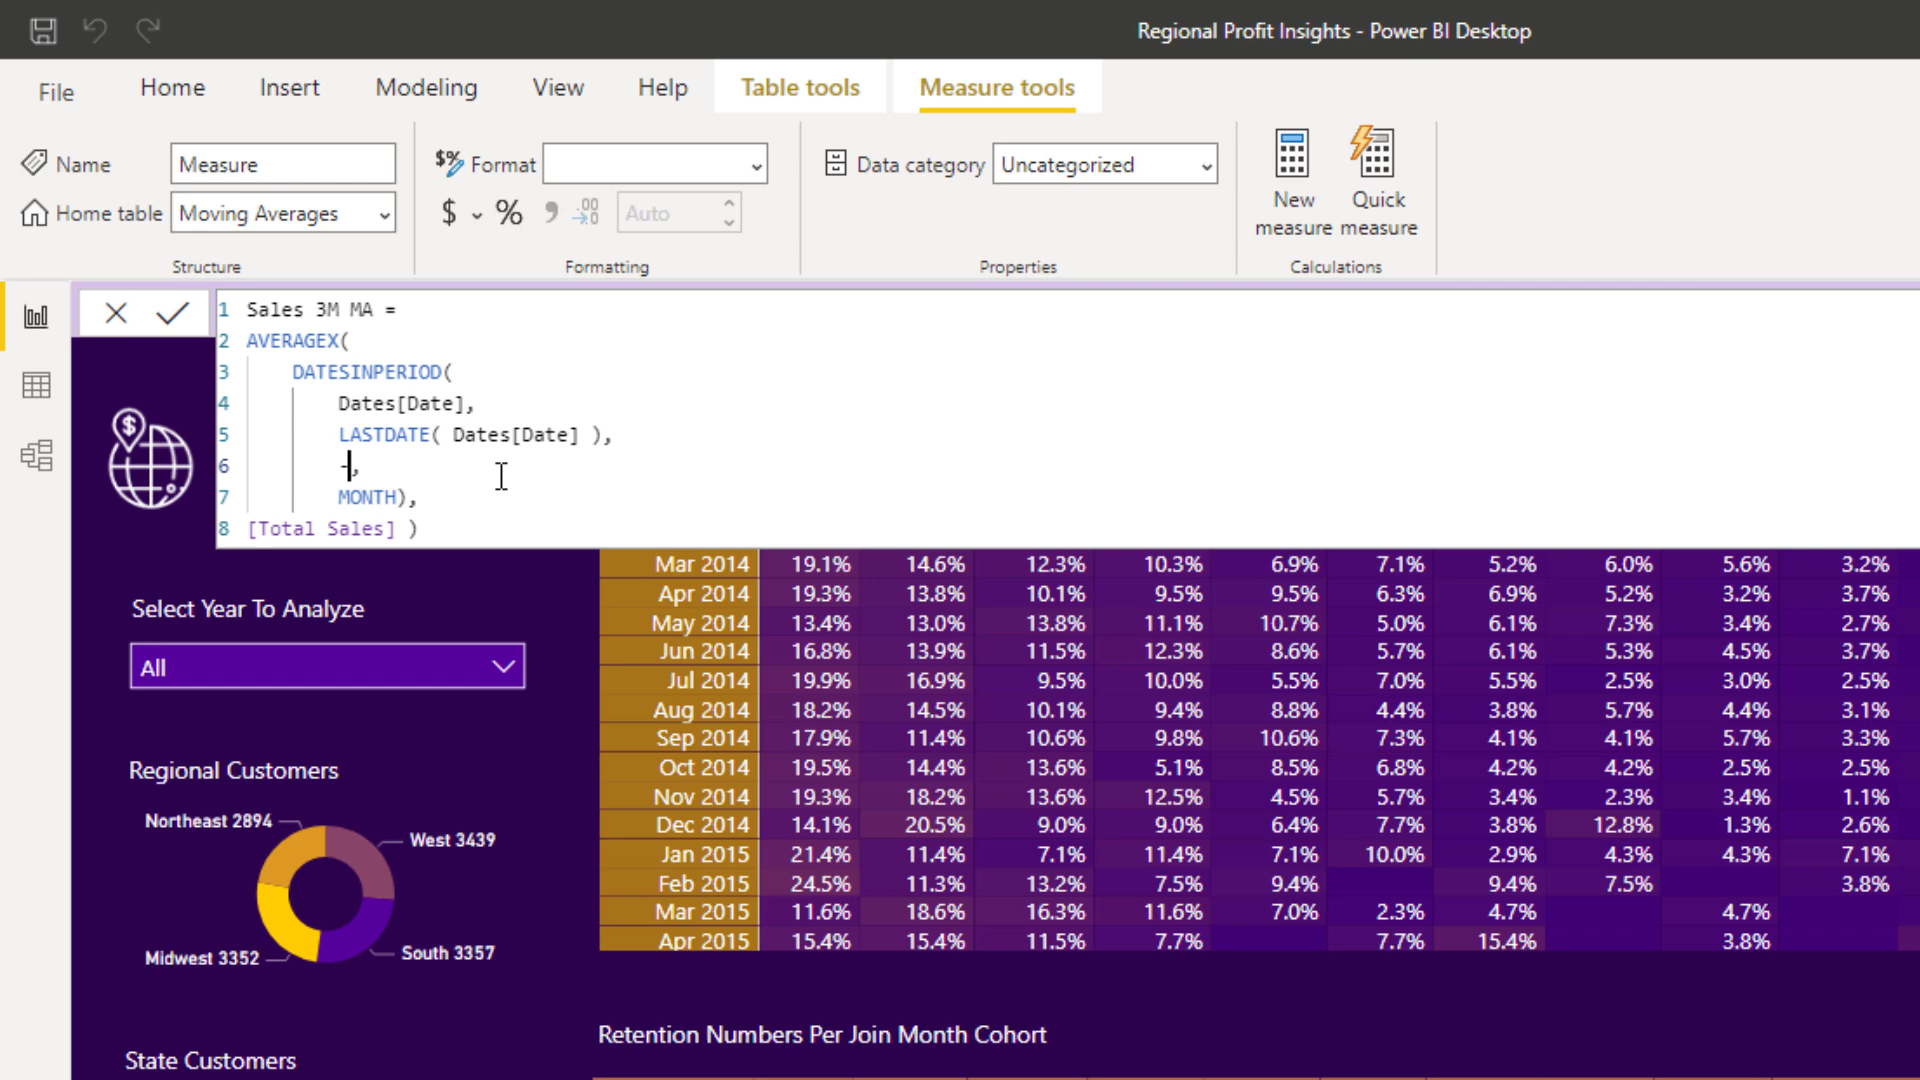 Regional Profit Insights - Power BI Desktop
File Home Insert Modeling View Help Table tools Measure tools
Name Measure
Home table Moving Averages
Structure
$% Format
$ % 9 .00 →.0 Auto
Formatting
Data category Uncategorized
Properties
New measure
Quick measure
Calculations
1 Sales 3M MA =
2 AVERAGEX(
3 DATESINPERIOD(
4 Dates[Date],
5 LASTDATE( Dates[Date] ),
6 -,
7 MONTH),
8 [Total Sales] )
$
Select Year To Analyze
All
Regional Customers
Northeast 2894
West 3439
Midwest 3352
South 3357
State Customers
Mar 2014 19.1% 14.6% 12.3% 10.3% 6.9% 7.1% 5.2% 6.0% 5.6% 3.2%
Apr 2014 19.3% 13.8% 10.1% 9.5% 9.5% 6.3% 6.9% 5.2% 3.2% 3.7%
May 2014 13.4% 13.0% 13.8% 11.1% 10.7% 5.0% 6.1% 7.3% 3.4% 2.7%
Jun 2014 16.8% 13.9% 11.5% 12.3% 8.6% 5.7% 6.1% 5.3% 4.5% 3.7%
Jul 2014 19.9% 16.9% 9.5% 10.0% 5.5% 7.0% 5.5% 2.5% 3.0% 2.5%
Aug 2014 18.2% 14.5% 10.1% 9.4% 8.8% 4.4% 3.8% 5.7% 4.4% 3.1%
Sep 2014 17.9% 11.4% 10.6% 9.8% 10.6% 7.3% 4.1% 4.1% 5.7% 3.3%
Oct 2014 19.5% 14.4% 13.6% 5.1% 8.5% 6.8% 4.2% 4.2% 2.5% 2.5%
Nov 2014 19.3% 18.2% 13.6% 12.5% 4.5% 5.7% 3.4% 2.3% 3.4% 1.1%
Dec 2014 14.1% 20.5% 9.0% 9.0% 6.4% 7.7% 3.8% 12.8% 1.3% 2.6%
Jan 2015 21.4% 11.4% 7.1% 11.4% 7.1% 10.0% 2.9% 4.3% 4.3% 7.1%
Feb 2015 24.5% 11.3% 13.2% 7.5% 9.4% 9.4% 7.5% 3.8%
Mar 2015 11.6% 18.6% 16.3% 11.6% 7.0% 2.3% 4.7% 4.7%
Apr 2015 15.4% 15.4% 11.5% 7.7% 7.7% 15.4% 3.8%
Retention Numbers Per Join Month Cohort